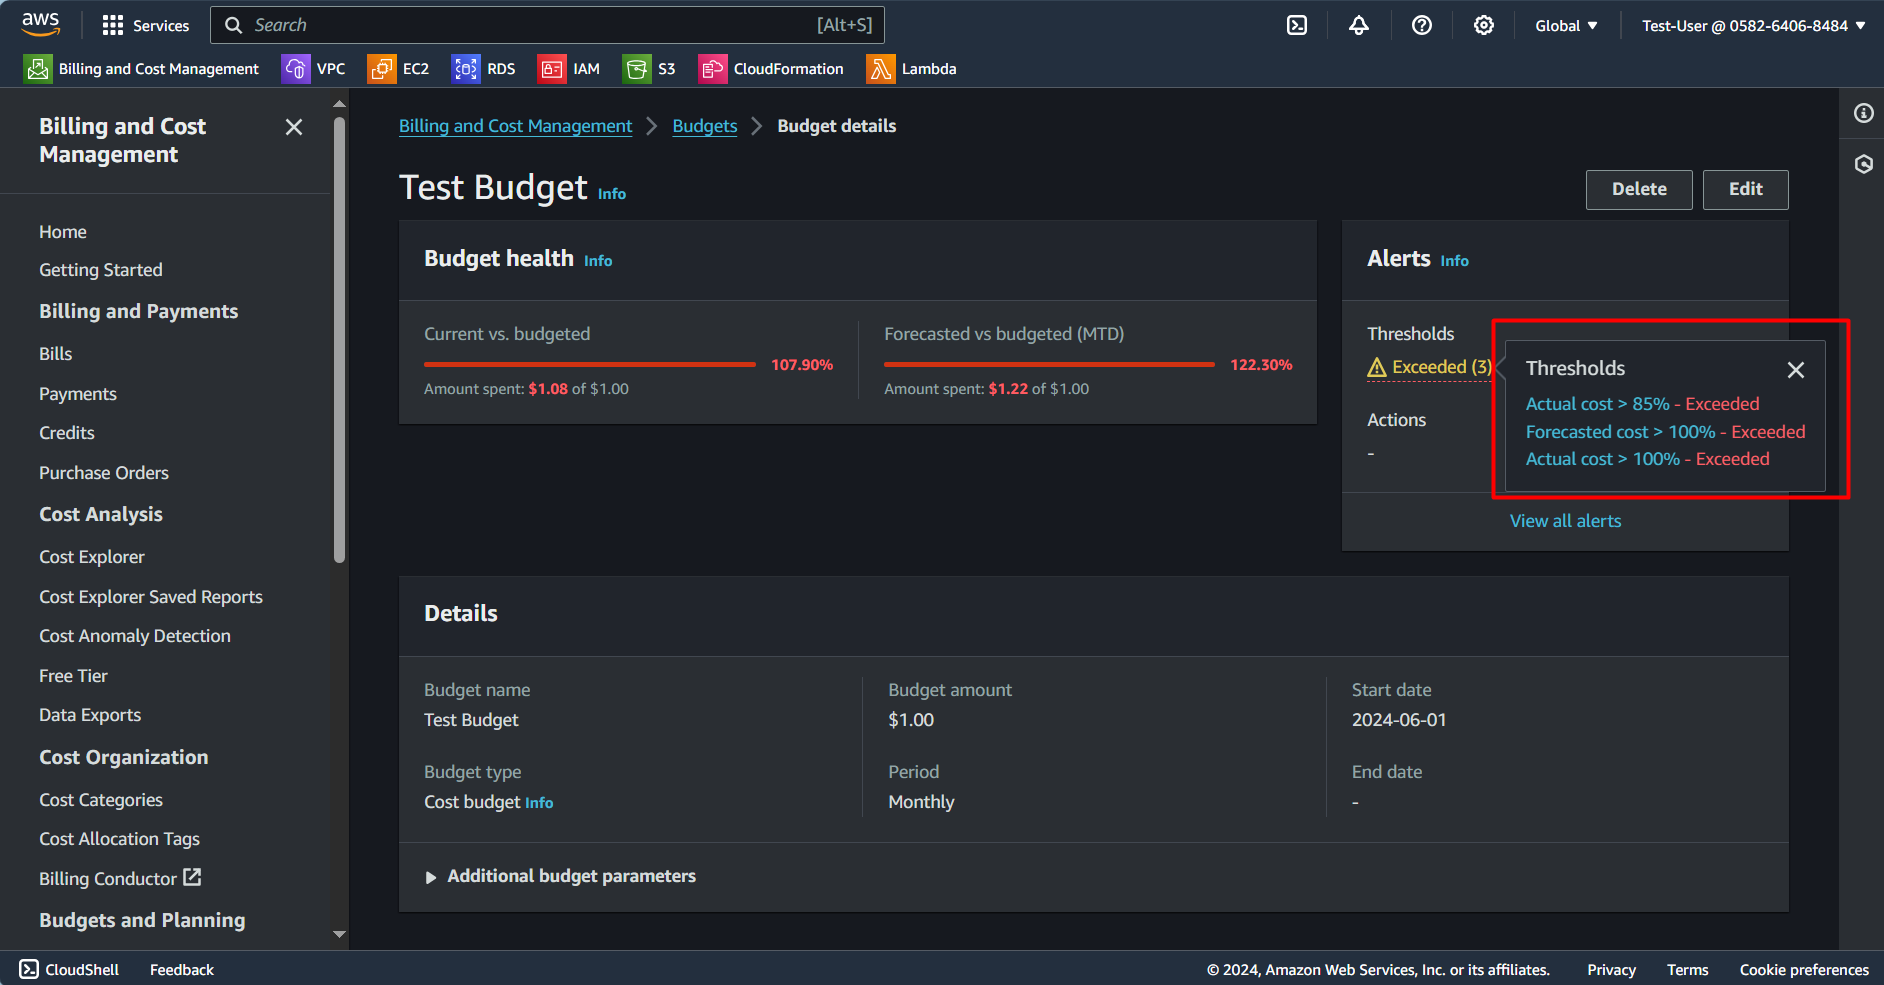 aws
Services
Search [Alt+S]
Global
Test-User @ 0582-6406-8484
Billing and Cost Management
VPC
EC2
RDS
IAM
S3
CloudFormation
Lambda
Billing and Cost
Management
Home
Getting Started
Billing and Payments
Bills
Payments
Credits
Purchase Orders
Cost Analysis
Cost Explorer
Cost Explorer Saved Reports
Cost Anomaly Detection
Free Tier
Data Exports
Cost Organization
Cost Categories
Cost Allocation Tags
Billing Conductor
Budgets and Planning
Billing and Cost Management > Budgets > Budget details
Test Budget Info
Delete
Edit
Budget health Info
Current vs. budgeted
107.90%
Amount spent: $1.08 of $1.00
Forecasted vs budgeted (MTD)
122.30%
Amount spent: $1.22 of $1.00
Alerts Info
Thresholds
Exceeded (3)
Actions
-
Thresholds
Actual cost > 85% - Exceeded
Forecasted cost > 100% - Exceeded
Actual cost > 100% - Exceeded
View all alerts
Details
Budget name
Test Budget
Budget type
Cost budget Info
Budget amount
$1.00
Period
Monthly
Start date
2024-06-01
End date
-
Additional budget parameters
CloudShell
Feedback
© 2024, Amazon Web Services, Inc. or its affiliates.
Privacy
Terms
Cookie preferences